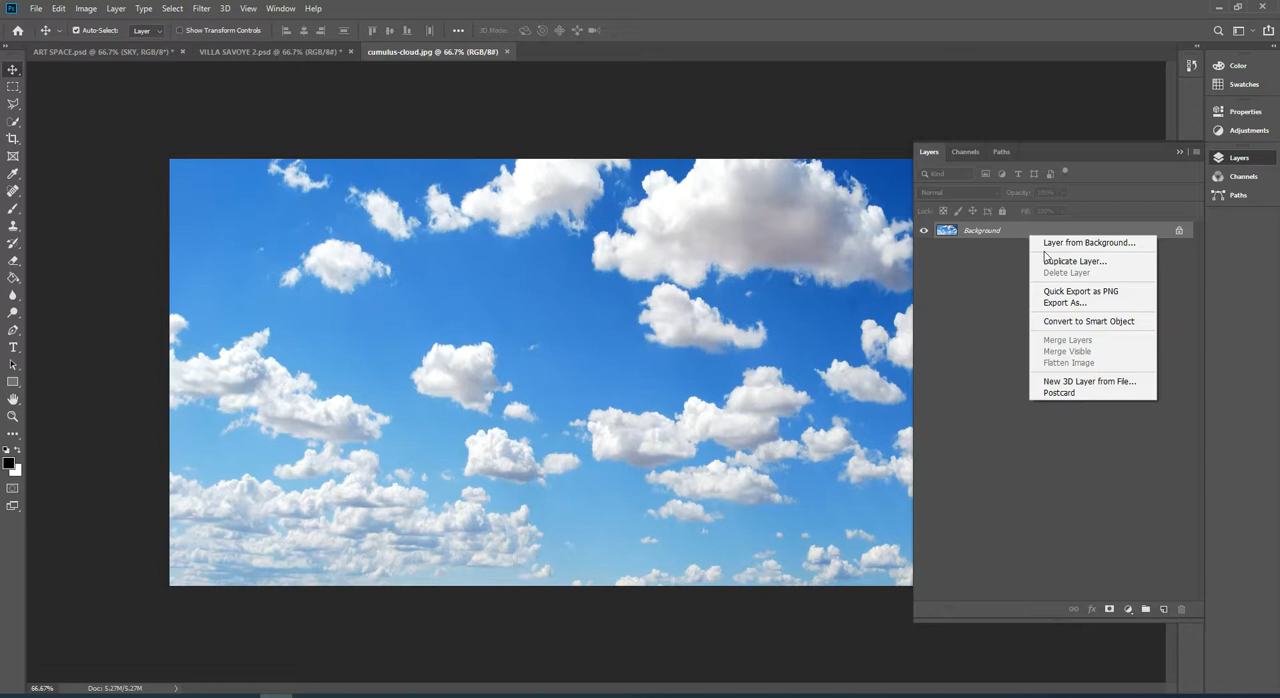 Ps File Edit Image Layer Type Select Filter 3D View Window Help
Auto-Select: Layer Show Transform Controls 3D Mode:
ART SPACE.psd @ 66.7% (SKY, RGB/8*) * VILLA SAVOYE 2.psd @ 66.7% (RGB/8#) * cumulus-cloud.jpg @ 66.7% (RGB/8#)
Color
Swatches
Properties
Adjustments
Layers
Channels
Paths
Layers Channels Paths
Kind
Normal Opacity: 100%
Lock: Fill: 100%
Background
Layer from Background...
Duplicate Layer...
Delete Layer
Quick Export as PNG
Export As...
Convert to Smart Object
Merge Layers
Merge Visible
Flatten Image
New 3D Layer from File...
Postcard
fx
66.67% Doc: 5.27M/5.27M